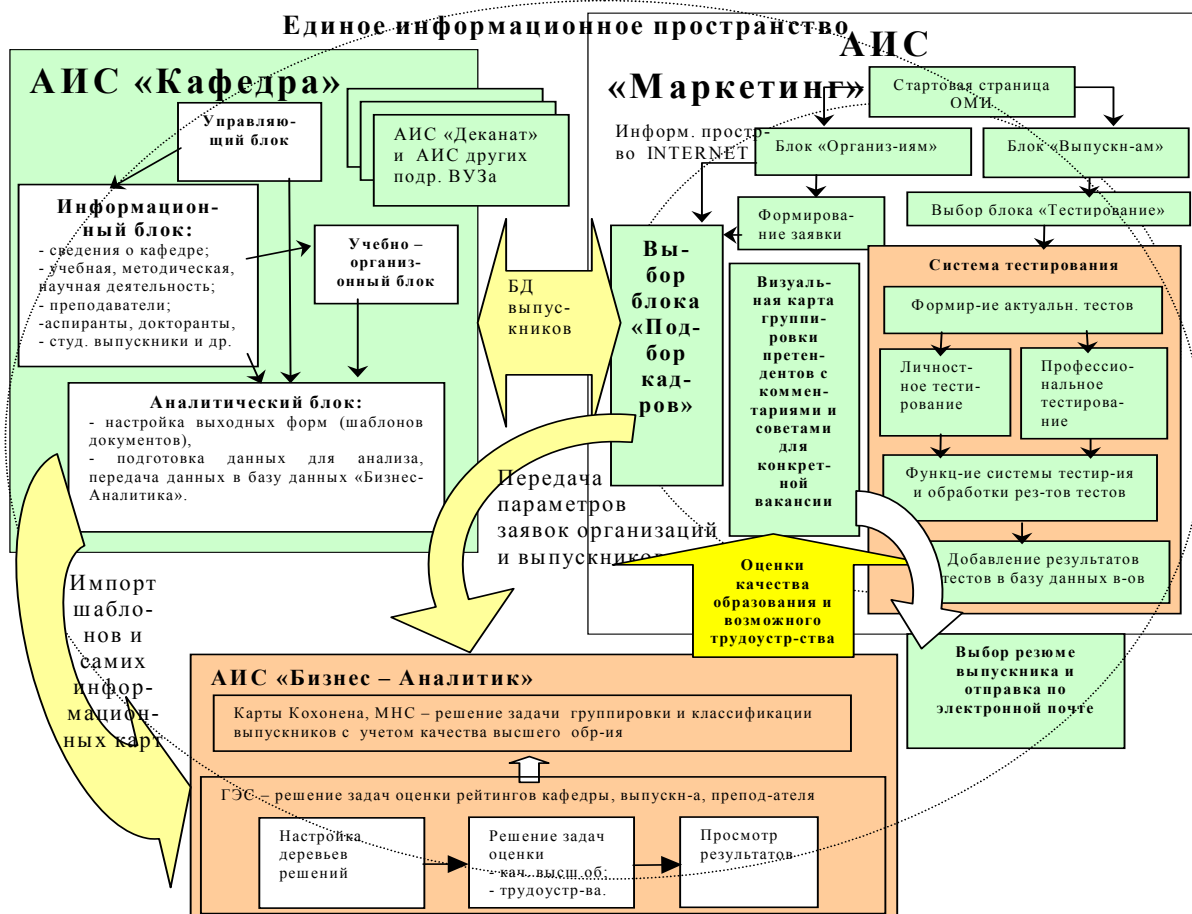 Единое информационное пространство
АИС «Кафедра»
Управляю-
щий блок
АИС «Деканат»
и АИС других
подр. ВУЗа
Информацион-
ный блок:
- сведения о кафедре;
- учебная, методическая,
научная деятельность;
- преподаватели;
-аспиранты, докторанты,
- студ. выпускники и др.
Учебно –
организ-
онный блок
Аналитический блок:
- настройка выходных форм (шаблонов
документов),
- подготовка данных для анализа,
передача данных в базу данных «Бизнес-
Аналитика».
БД
выпус-
кников
АИС
«Маркетинг»
Стартовая страница
ОМИ
Информ. простр-
во INTERNET
Блок «Организ-иям»
Блок «Выпускн-ам»
Формирова-
ние заявки
Выбор блока «Тестирование»
Вы-
бор
блока
«Под-
бор
кад-
ров»
Визуаль-
ная карта
группи-
ровки
претен-
дентов с
коммен-
тариями и
советами
для
конкрет-
ной
вакансии
Система тестирования
Формир-ие актуальн. тестов
Личност-
ное тести-
рование
Профессио-
нальное
тестирова-
ние
Функц-ие системы тестир-ия
и обработки рез-тов тестов
Добавление результатов
тестов в базу данных в-ов
Передача
параметров
заявок организаций
и выпускников
Оценки
качества
образования и
возможного
трудоустр-ства
Выбор резюме
выпускника и
отправка по
электронной почте
Импорт
шабло-
нов и
самих
инфор-
мацион-
ных карт
АИС «Бизнес – Аналитик»
Карты Кохонена, МНС – решение задачи группировки и классификации
выпускников с учетом качества высшего обр-ия
ГЭС – решение задач оценки рейтингов кафедры, выпускн-а, препод-ателя
Настройка
деревьев
решений
Решение задач
оценки
- кач. высш об;
- трудоустр-ва.
Просмотр
результатов